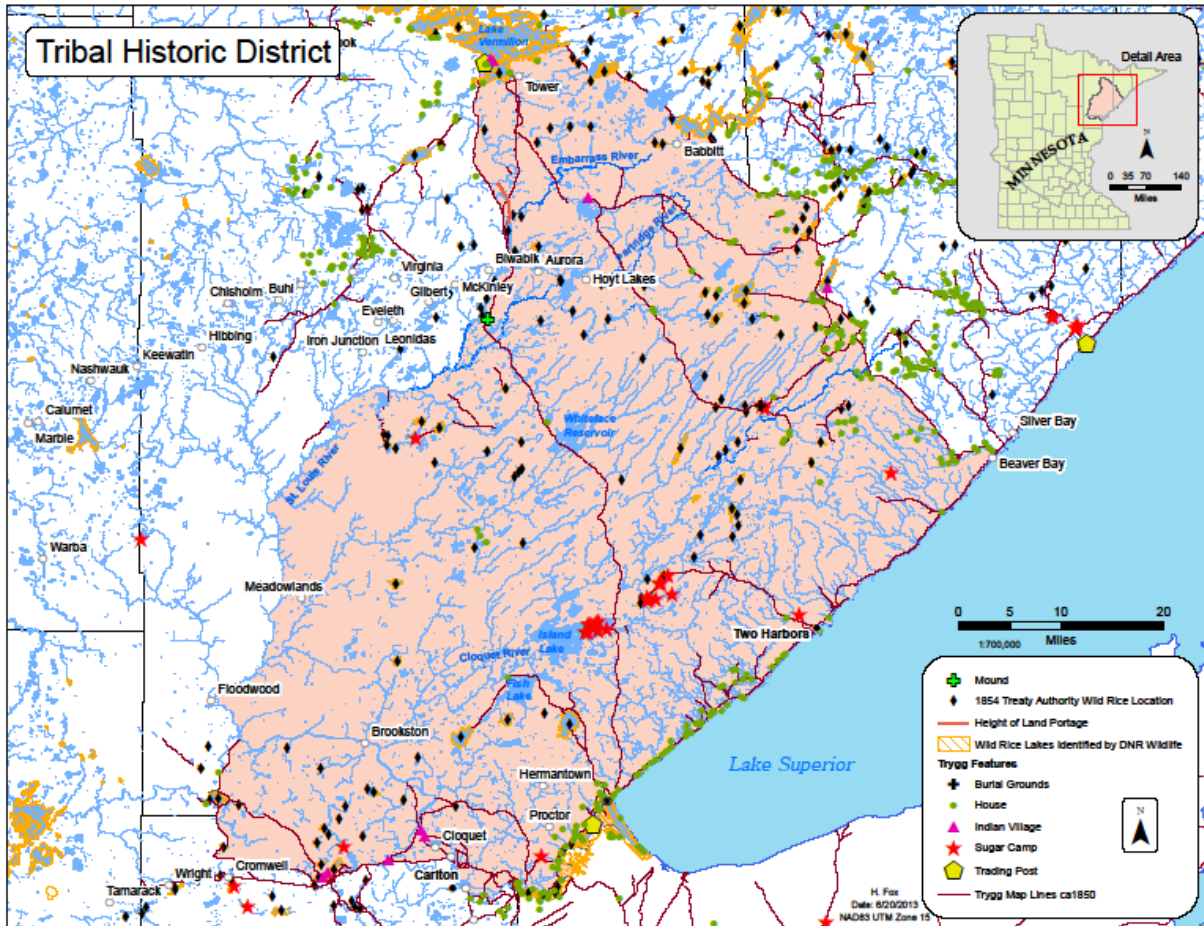 Tribal Historic District
ook
Lake
Vermilion
Tower
Babbitt
Embarrass River
Partridge River
Detail Area
MINNESOTA
N
0 35 70 140
Miles
Biwabik
Aurora
Virginia
McKinley
Hoyt Lakes
Buhl
Chisholm
Gilbert
Eveleth
Hibbing
Iron Junction
Leonidas
Keewatin
Nashwauk
Calumet
Marble
Whiteface
Reservoir
Silver Bay
Beaver Bay
St. Louis River
Warba
Meadowlands
0 5 10 20
Miles
1:700,000
Two Harbors
Island
Lake
Cloquet River
Fish
Lake
Floodwood
Brookston
Hermantown
Lake Superior
Proctor
Cloquet
Cromwell
Wright
Carlton
Tamarack
Mound
1854 Treaty Authority Wild Rice Location
Height of Land Portage
Wild Rice Lakes Identified by DNR Wildlife
Trygg Features
Burial Grounds
House
Indian Village
Sugar Camp
Trading Post
Trygg Map Lines ca1850
N
H. Fox
Date: 6/20/2013
NAD83 UTM Zone 15